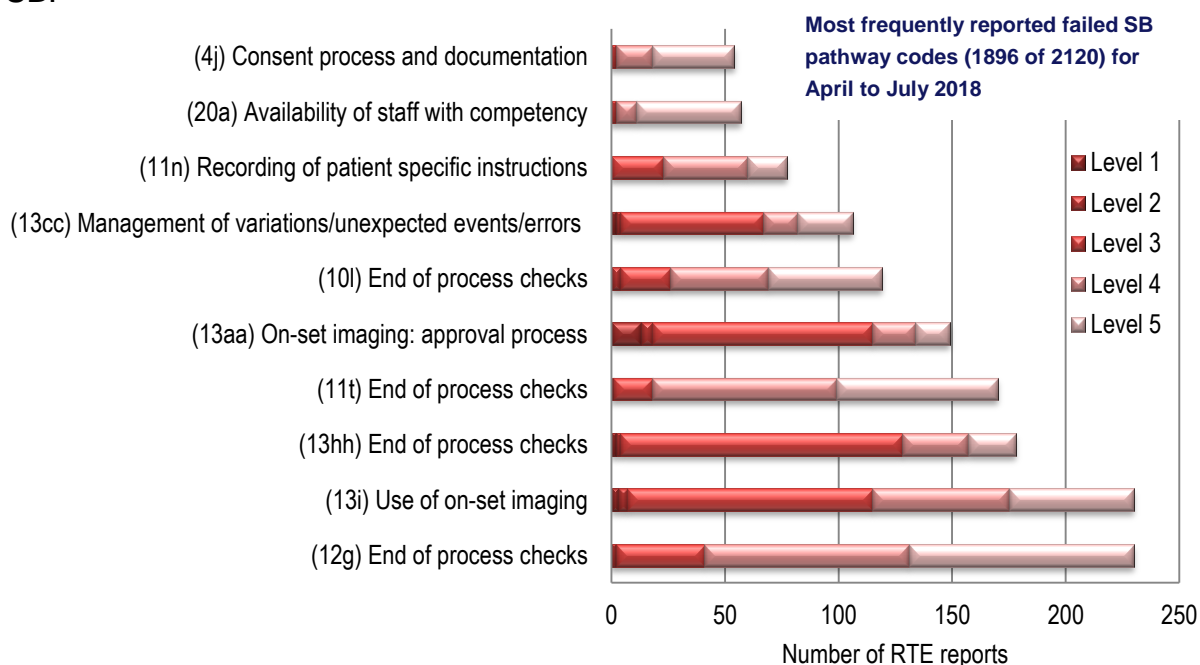 Most frequently reported failed SB
pathway codes (1896 of 2120) for
April to July 2018
(4j) Consent process and documentation
(20a) Availability of staff with competency
(11n) Recording of patient specific instructions
(13cc) Management of variations/unexpected events/errors
(10l) End of process checks
(13aa) On-set imaging: approval process
(11t) End of process checks
(13hh) End of process checks
(13i) Use of on-set imaging
(12g) End of process checks
Level 1
Level 2
Level 3
Level 4
Level 5
0 50 100 150 200 250
Number of RTE reports